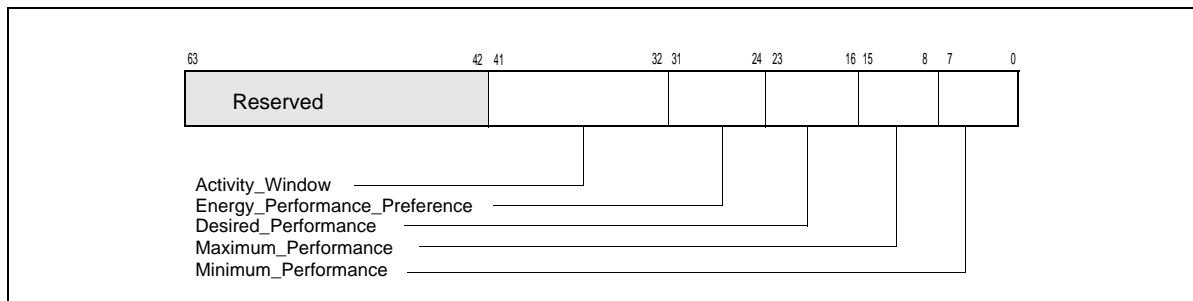 63 42 41 32 31 24 23 16 15 8 7 0
Reserved
Activity_Window
Energy_Performance_Preference
Desired_Performance
Maximum_Performance
Minimum_Performance